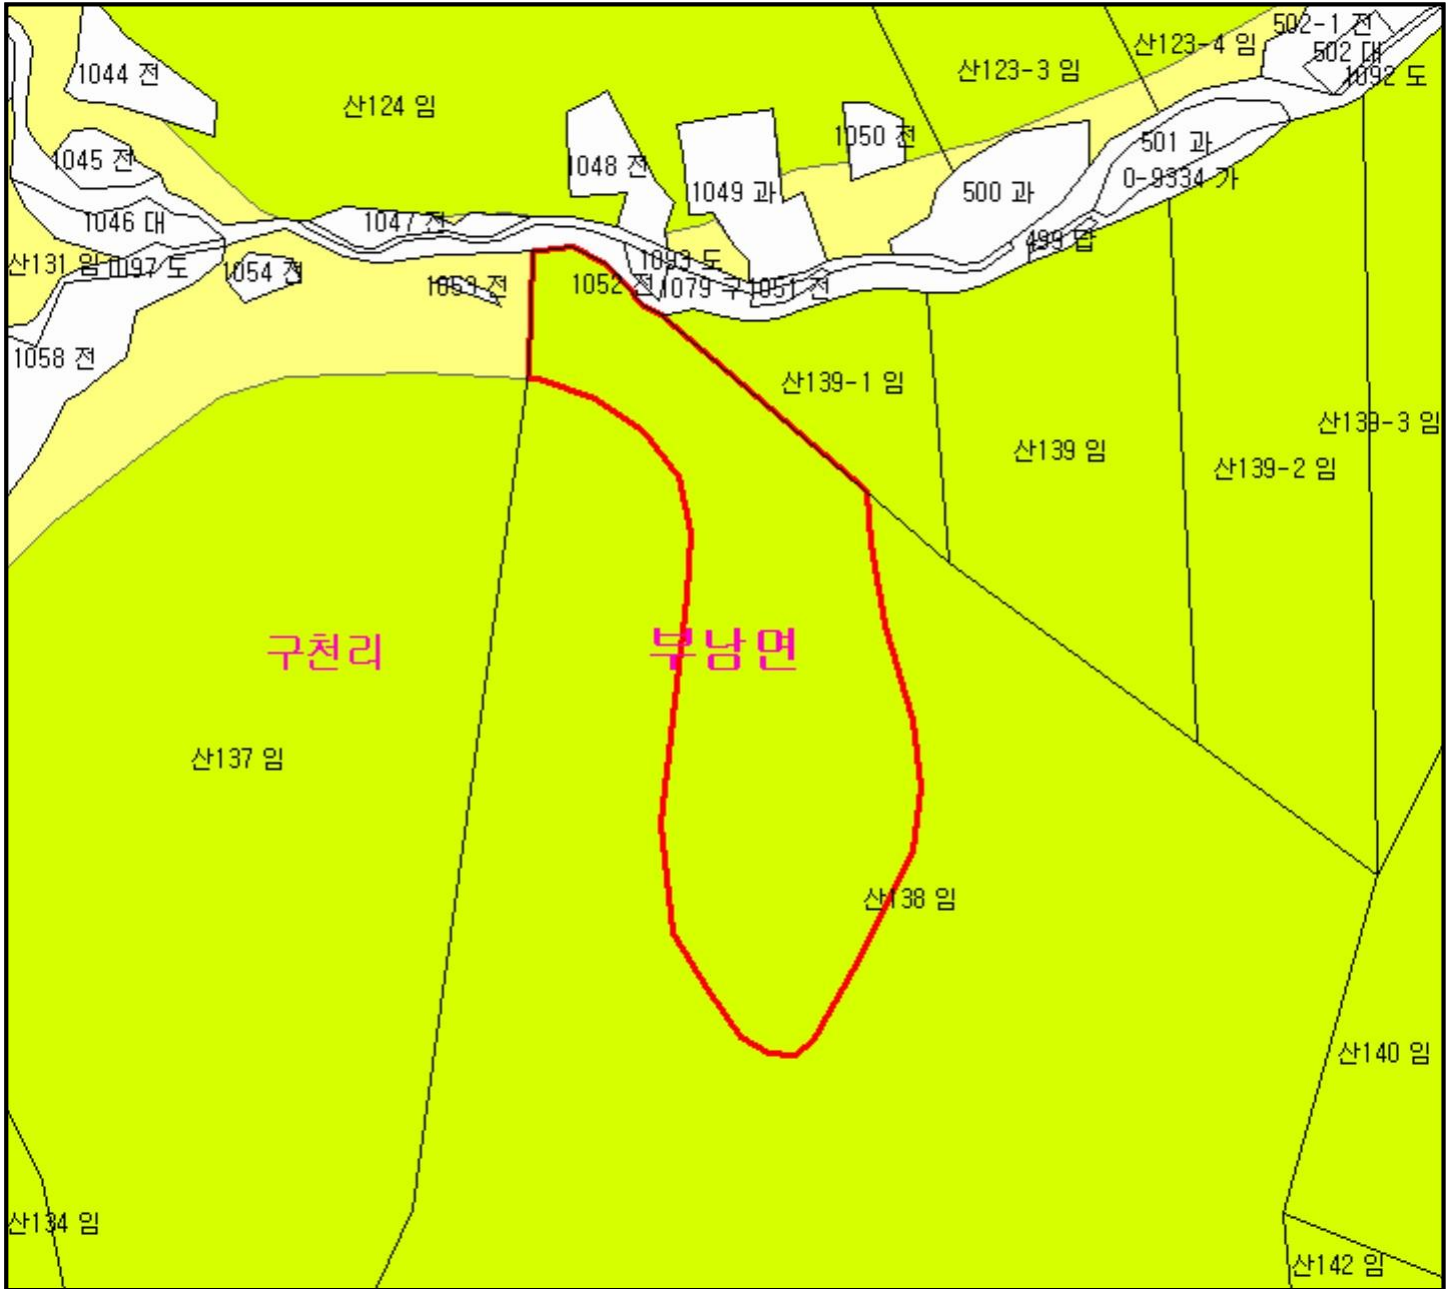 502-1 전
산123-4 임
502 대
산123-3 임
1092 도
1044 전
산124 임
1050 전
501 과
1045 전
1048 전
0-9334 가
1049 과
500 과
1046 대
1047 전
499 답
산131 임
1097 도
1054 전
1093 도
1053 전
1052 전
1079 구
1051 전
1058 전
산139-1 임
산139-3 임
산139 임
산139-2 임
구천리
부남면
산137 임
산138 임
산140 임
산134 임
산142 임